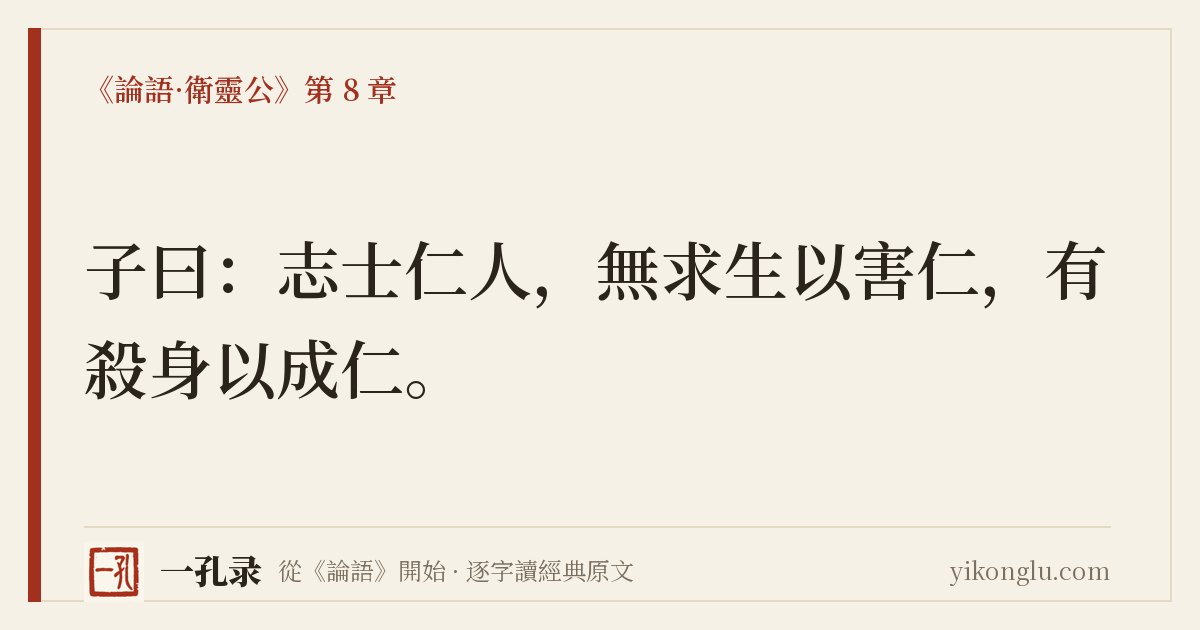 《論語·衛靈公》第 8 章
子曰：志士仁人，無求生以害仁，有
殺身以成仁。
一孔
一孔录
從《論語》開始 · 逐字讀經典原文
yikonglu.com